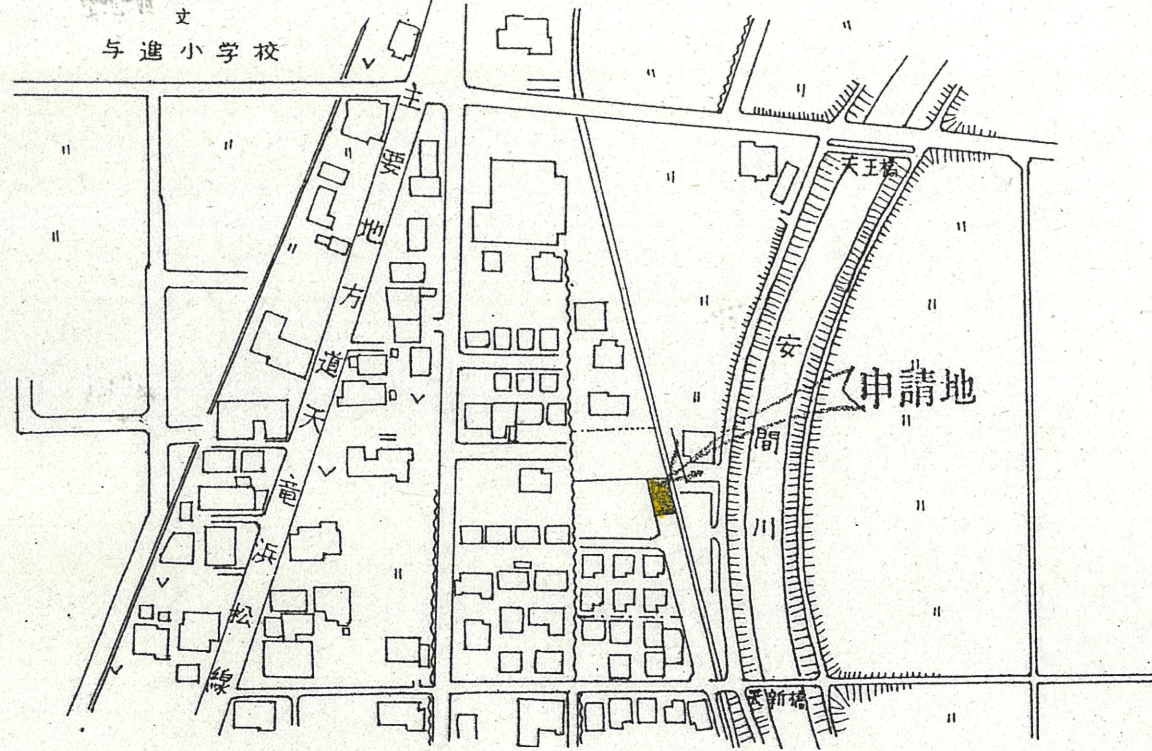 文
与進小学校
主要地方道天竜浜松線
天王橋
安間川
申請地
天新橋